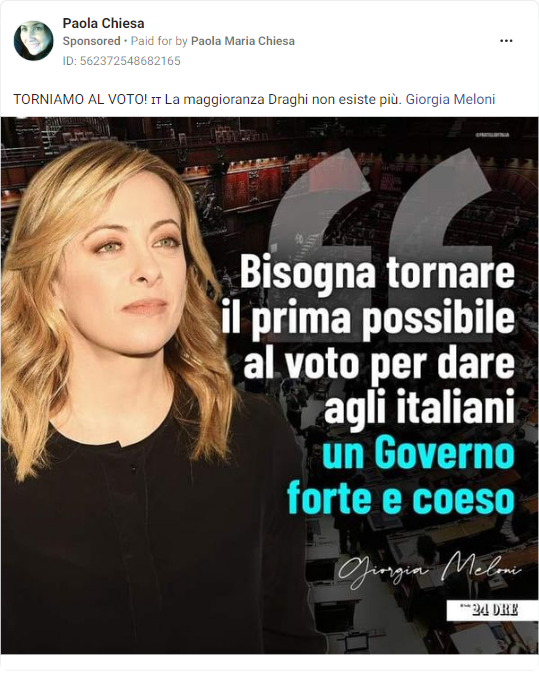 Paola Chiesa
Sponsored • Paid for by Paola Maria Chiesa
ID: 562372548682165
TORNIAMO AL VOTO! IT La maggioranza Draghi non esiste più. Giorgia Meloni
Bisogna tornare
il prima possibile
al voto per dare
agli italiani
un Governo
forte e coeso
Giorgia Meloni
24 ORE